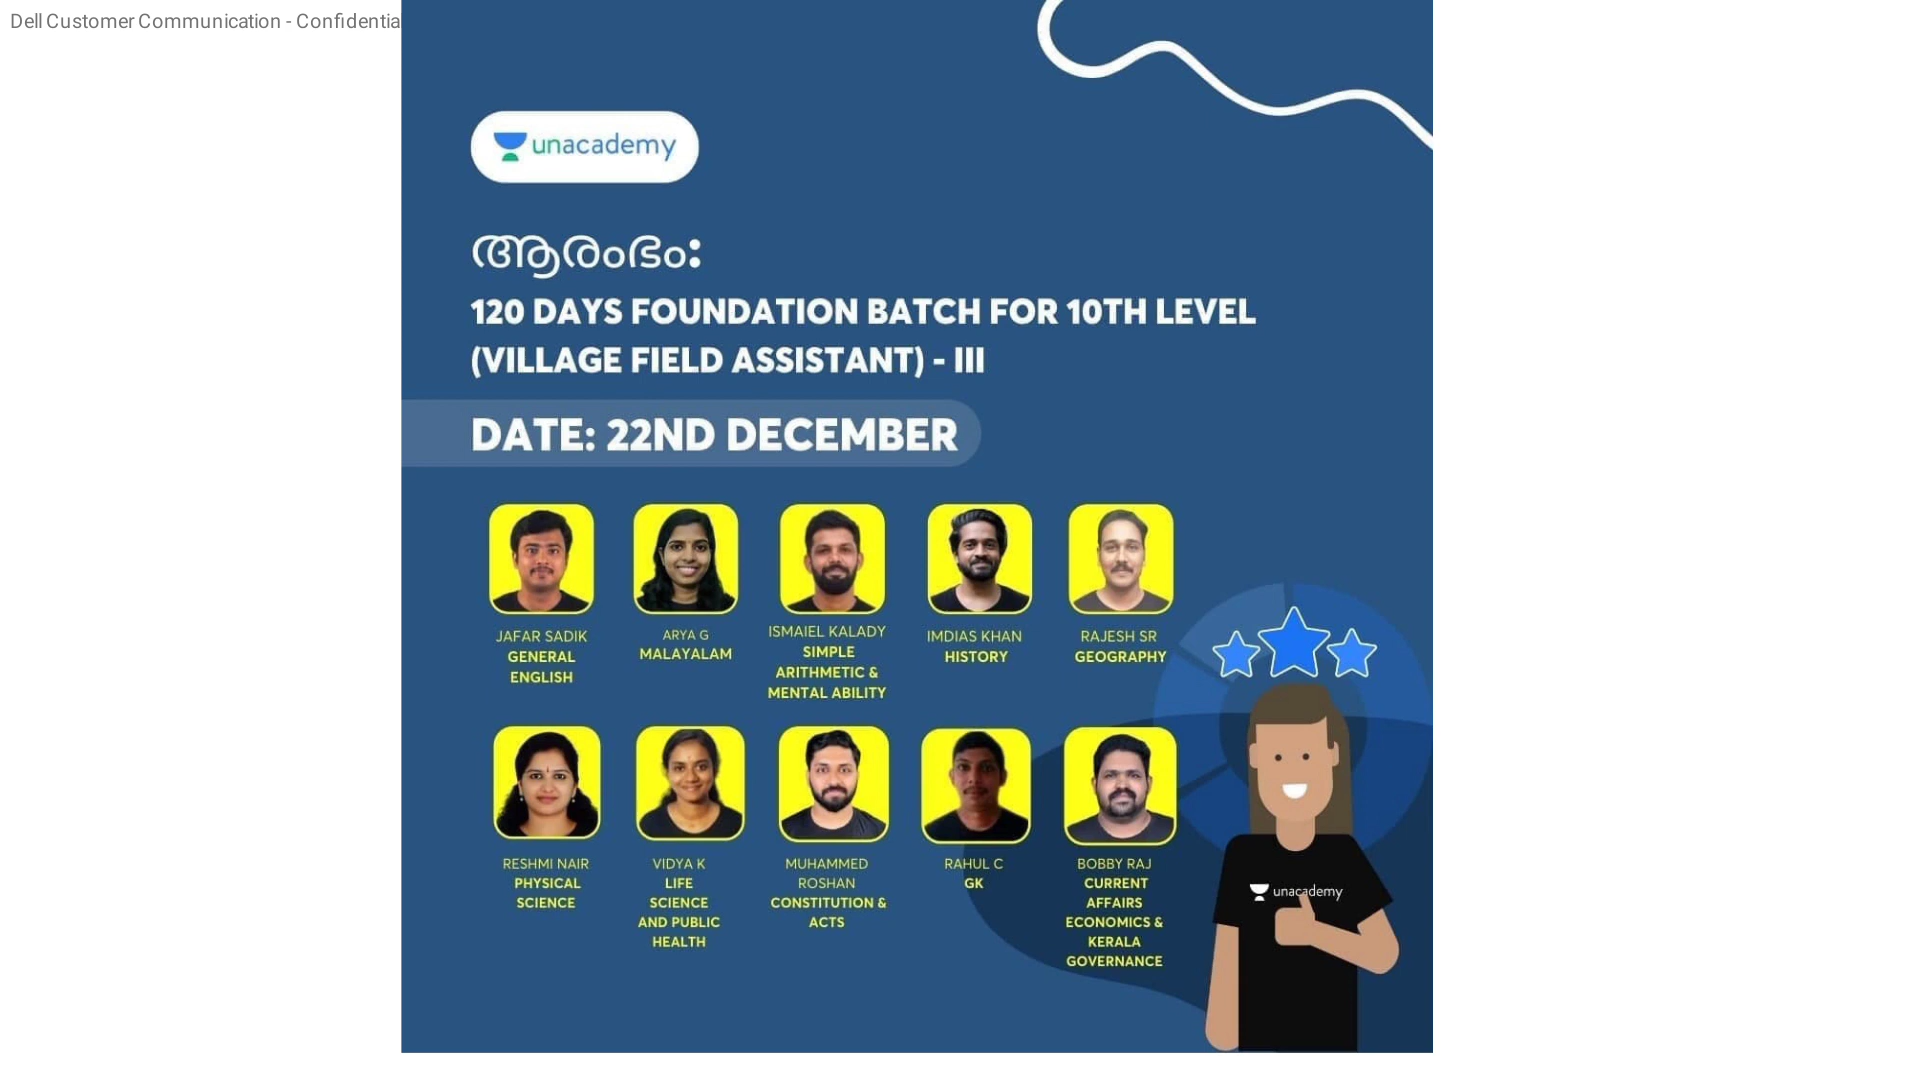 Dell Customer Communication - Confidentia
unacademy
ആരംഭം:
120 DAYS FOUNDATION BATCH FOR 10TH LEVEL
(VILLAGE FIELD ASSISTANT) - III
DATE: 22ND DECEMBER
JAFAR SADIK
GENERAL
ENGLISH
ARYA G
MALAYALAM
ISMAIEL KALADY
SIMPLE
ARITHMETIC &
MENTAL ABILITY
IMDIAS KHAN
HISTORY
RAJESH SR
GEOGRAPHY
RESHMI NAIR
PHYSICAL
SCIENCE
VIDYA K
LIFE
SCIENCE
AND PUBLIC
HEALTH
MUHAMMED
ROSHAN
CONSTITUTION &
ACTS
RAHUL C
GK
BOBBY RAJ
CURRENT
AFFAIRS
ECONOMICS &
KERALA
GOVERNANCE
unacademy